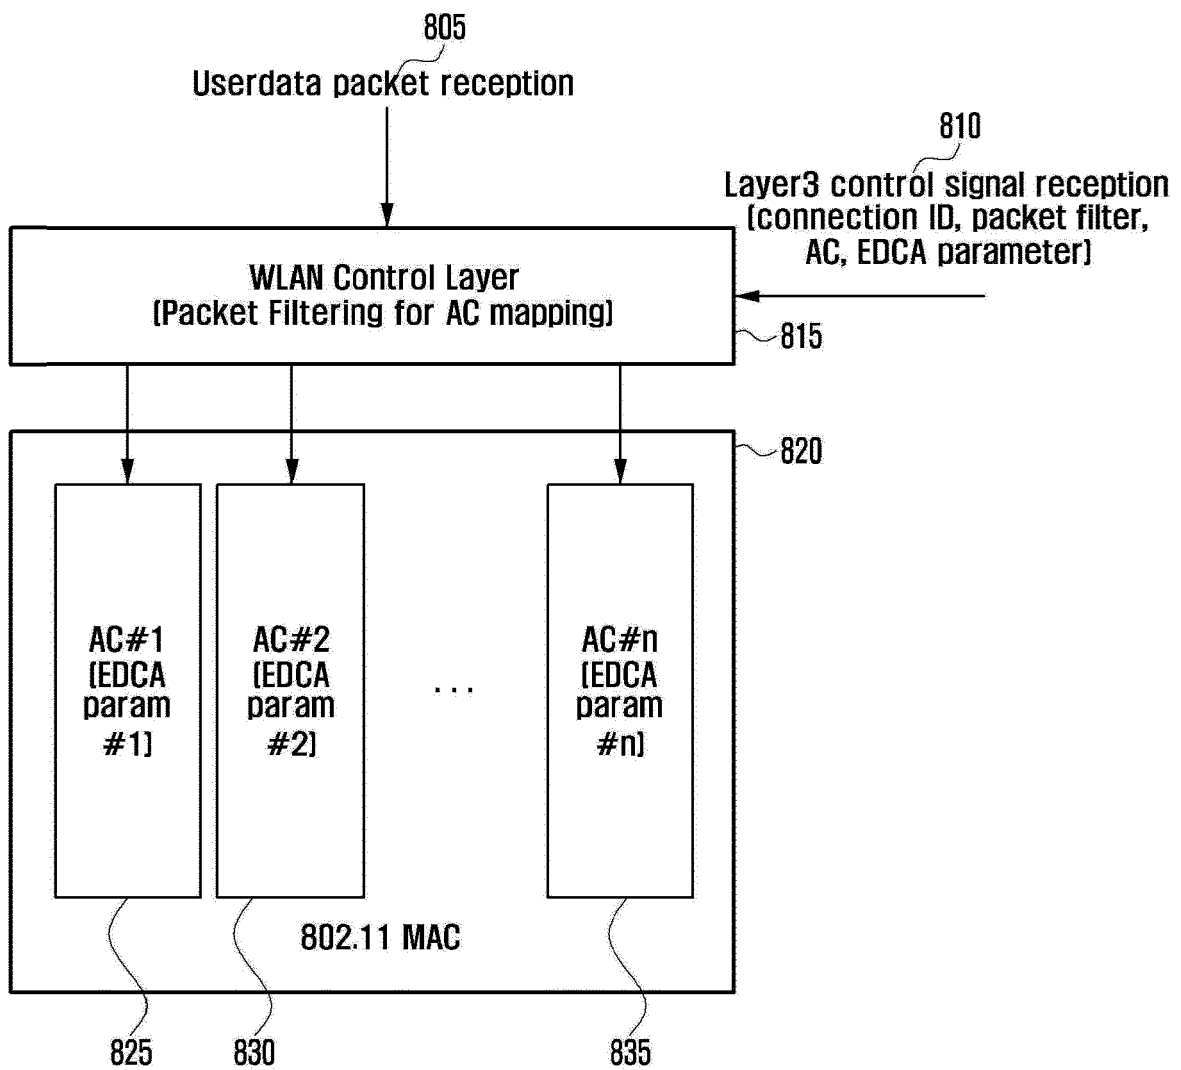 805
Userdata packet reception
810
Layer3 control signal reception
(connection ID, packet filter,
AC, EDCA parameter)
WLAN Control Layer
(Packet Filtering for AC mapping)
815
820
AC#1
(EDCA
param
#1)
AC#2
(EDCA
param
#2)
...
AC#n
(EDCA
param
#n)
802.11 MAC
825
830
835